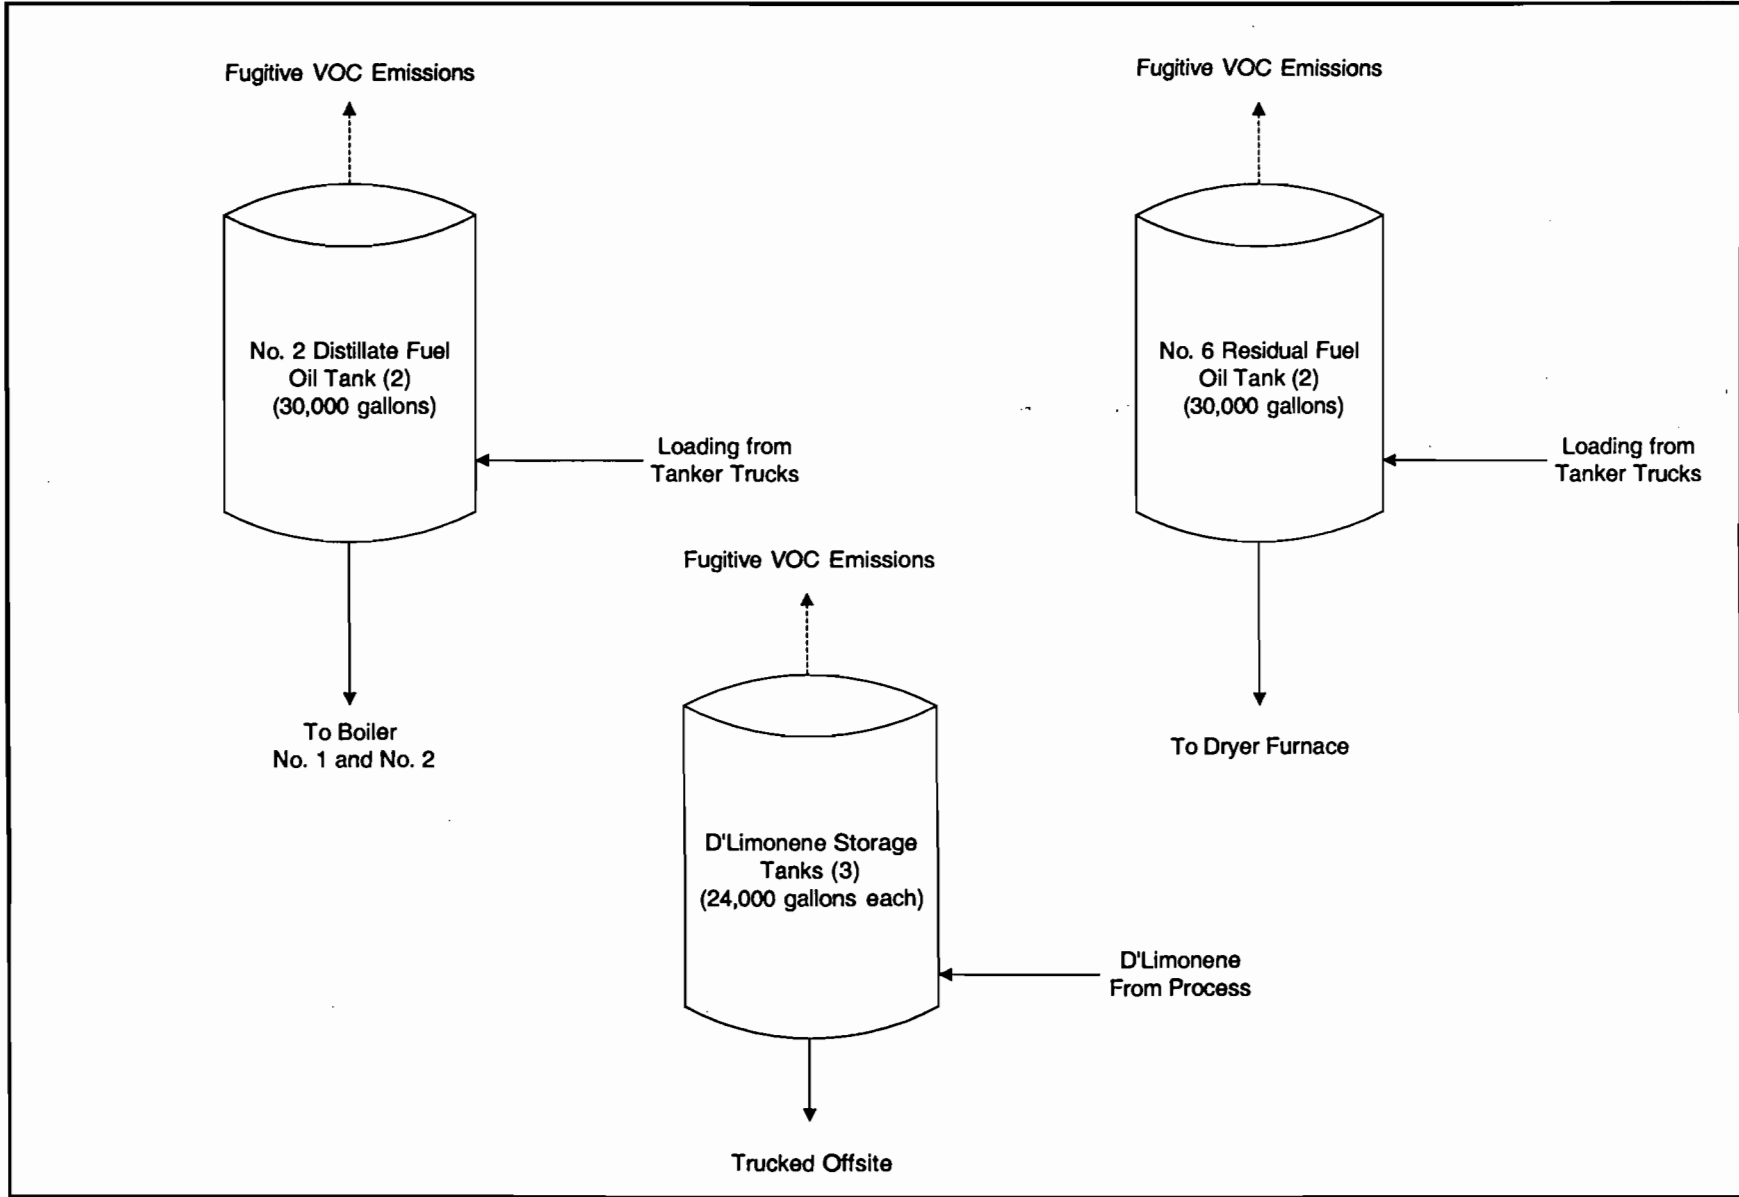 Fugitive VOC Emissions
No. 2 Distillate Fuel
Oil Tank (2)
(30,000 gallons)
Loading from
Tanker Trucks
To Boiler
No. 1 and No. 2
Fugitive VOC Emissions
No. 6 Residual Fuel
Oil Tank (2)
(30,000 gallons)
Loading from
Tanker Trucks
To Dryer Furnace
Fugitive VOC Emissions
D'Limonene Storage
Tanks (3)
(24,000 gallons each)
D'Limonene
From Process
Trucked Offsite